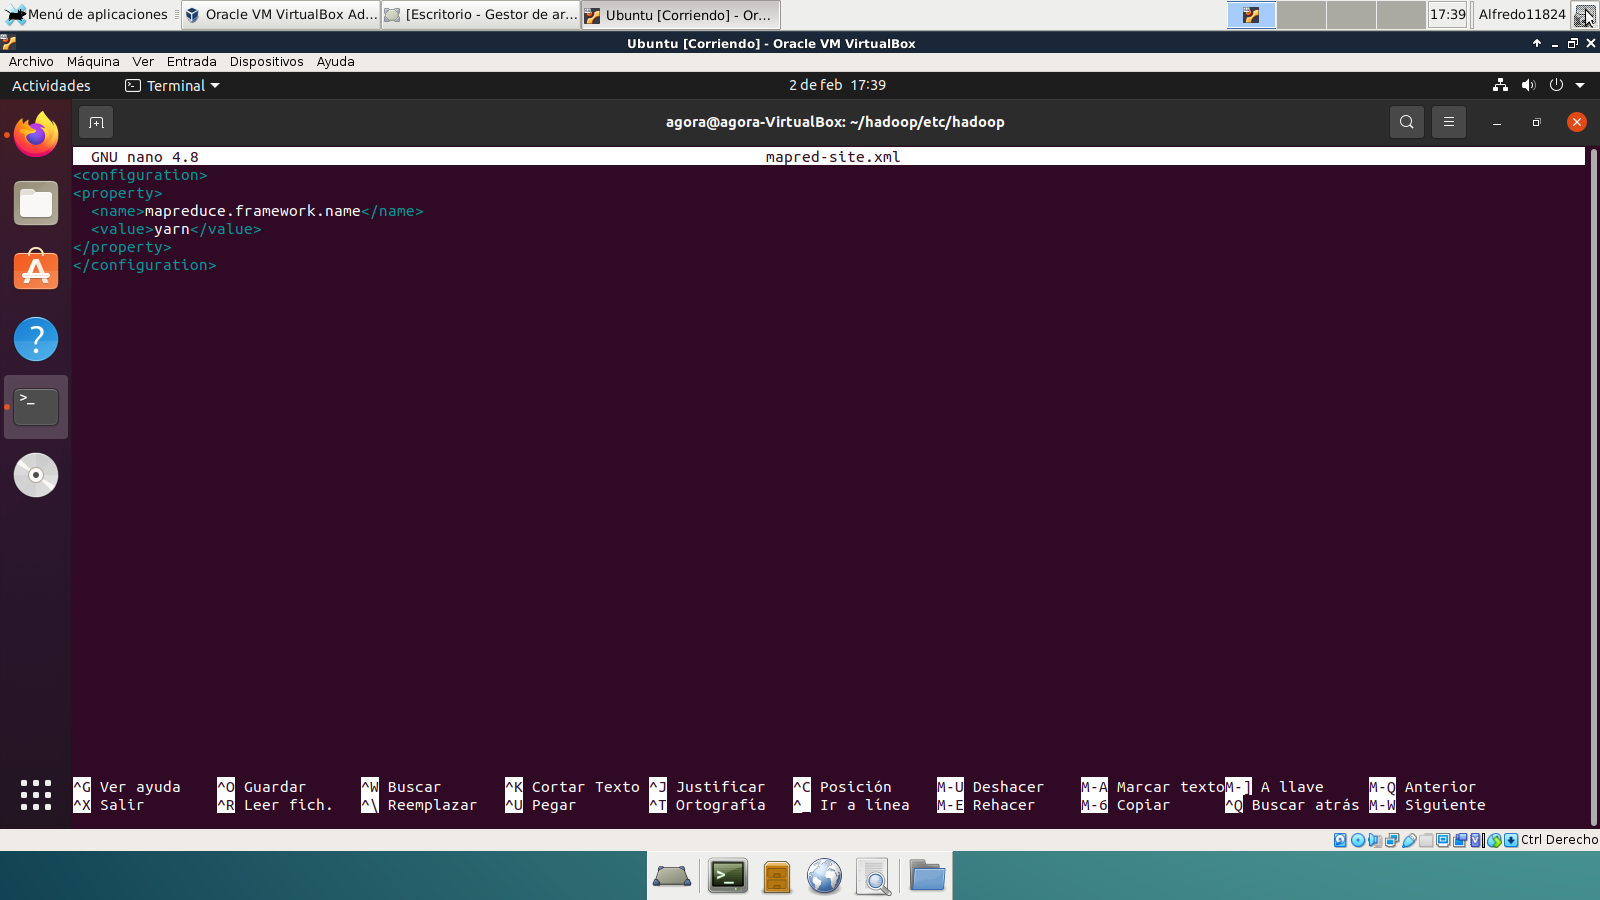 Menú de aplicaciones
Oracle VM VirtualBox Ad...
[Escritorio - Gestor de ar...
Ubuntu [Corriendo] - Or...
17:39
Alfredo11824
Ubuntu [Corriendo] - Oracle VM VirtualBox
Archivo Máquina Ver Entrada Dispositivos Ayuda
Actividades
Terminal
2 de feb 17:39
agora@agora-VirtualBox: ~/hadoop/etc/hadoop
GNU nano 4.8 mapred-site.xml
<configuration>
<property>
  <name>mapreduce.framework.name</name>
  <value>yarn</value>
</property>
</configuration>
^G Ver ayuda ^O Guardar ^W Buscar ^K Cortar Texto ^J Justificar ^C Posición M-U Deshacer M-A Marcar texto M-] A llave M-Q Anterior
^X Salir ^R Leer fich. ^\ Reemplazar ^U Pegar ^T Ortografía ^_ Ir a línea M-E Rehacer M-6 Copiar ^Q Buscar atrás M-W Siguiente
Ctrl Derecho